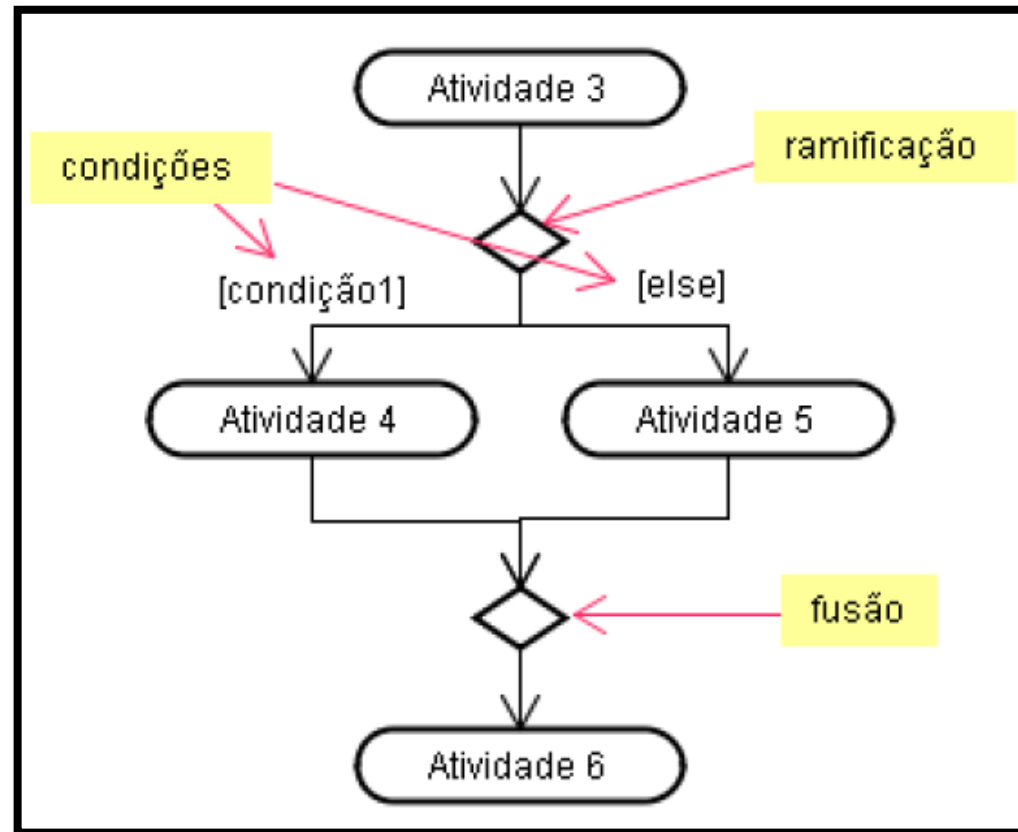 Atividade 3
condições
ramificação
[condição1]
[else]
Atividade 4
Atividade 5
fusão
Atividade 6